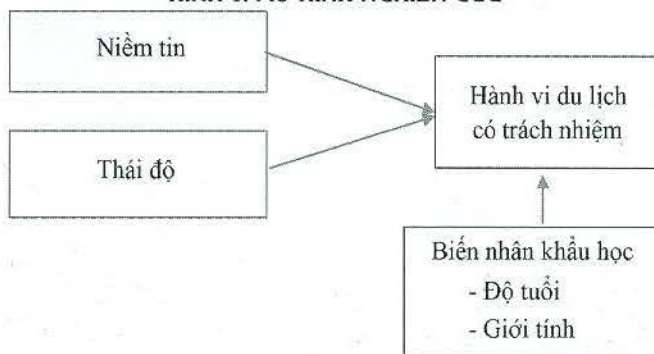 Niềm tin
Thái độ
Hành vi du lịch
có trách nhiệm
Biến nhân khẩu học
- Độ tuổi
- Giới tính